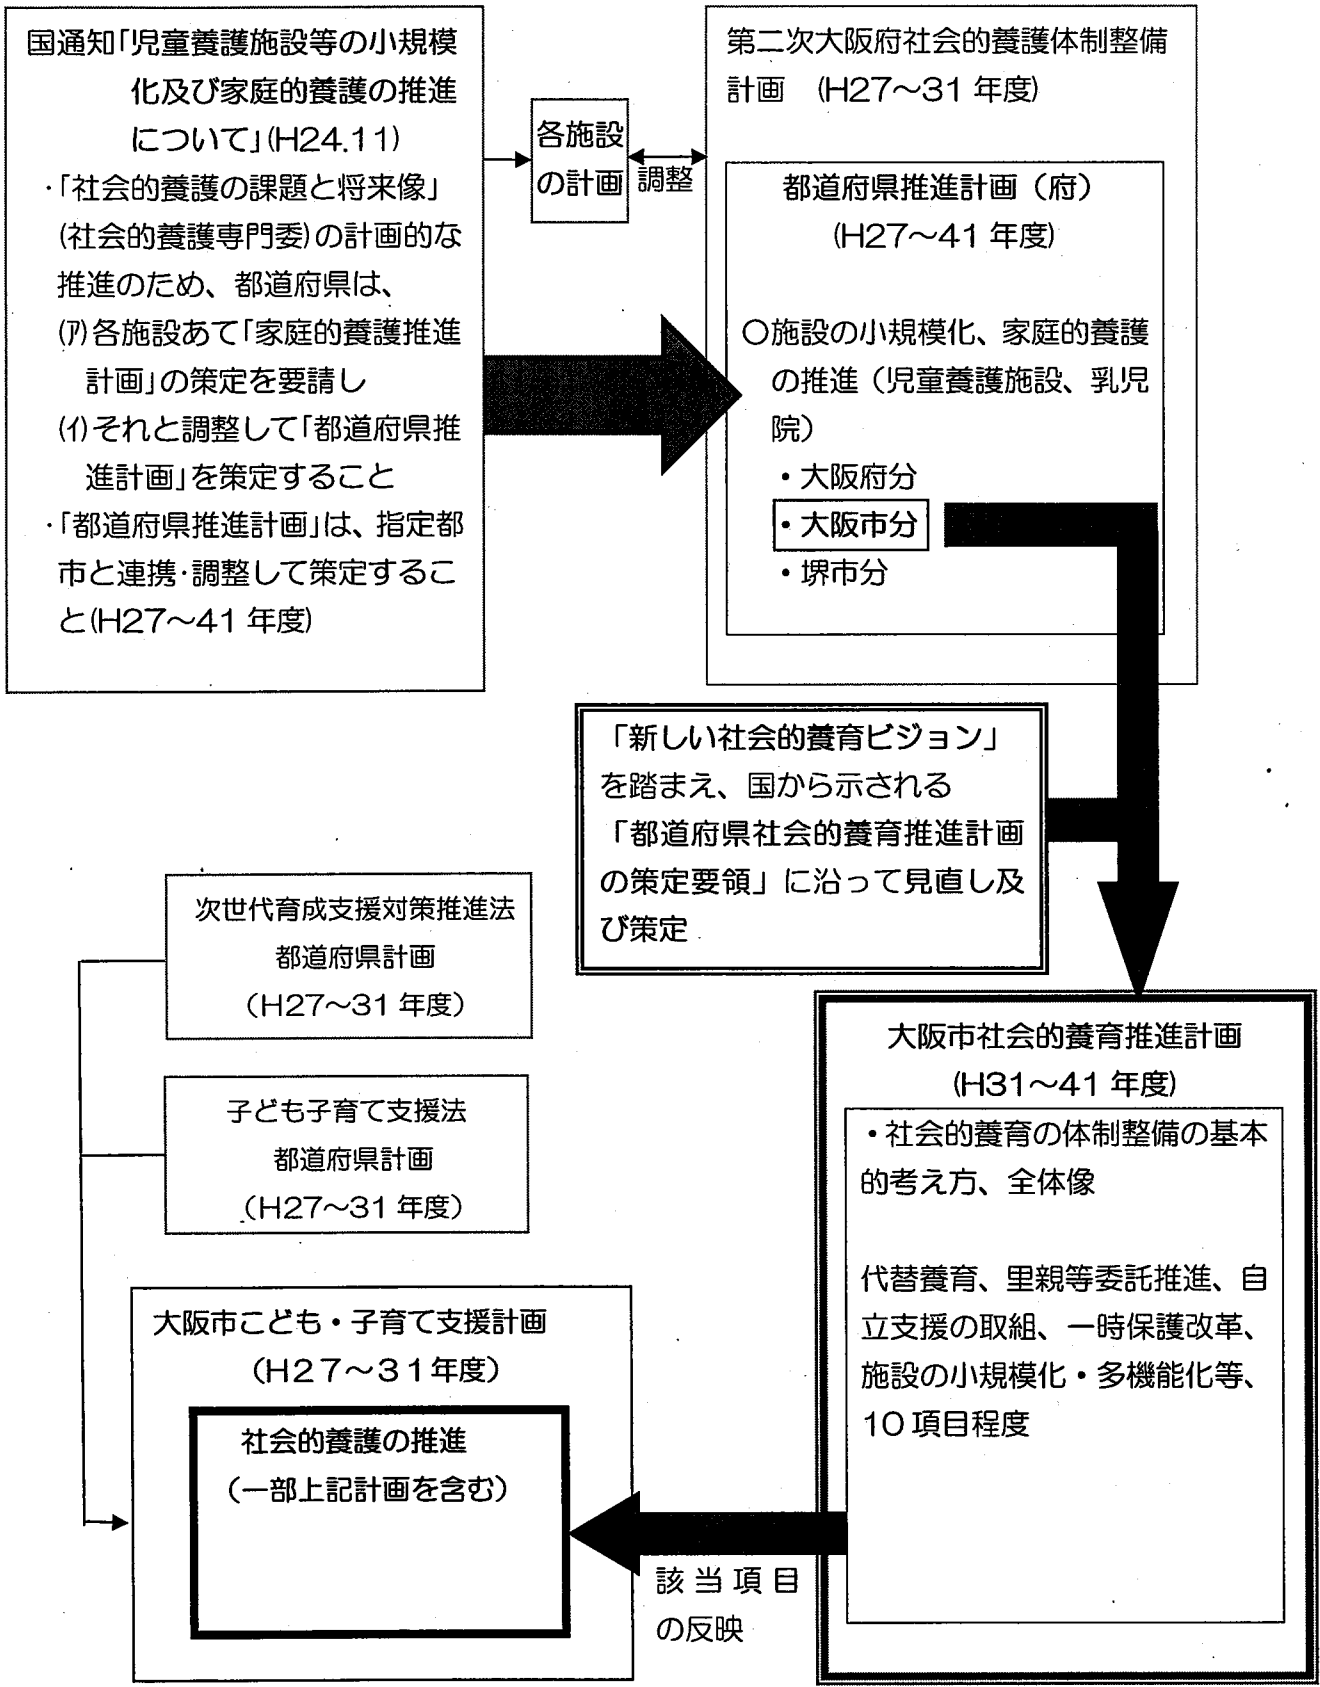 国通知「児童養護施設等の小規模
化及び家庭的養護の推進
について」(H24.11)
・「社会的養護の課題と将来像」
(社会的養護専門委)の計画的な
推進のため、都道府県は、
(ｱ)各施設あて「家庭的養護推進
計画」の策定を要請し
(ｲ)それと調整して「都道府県推
進計画」を策定すること
・「都道府県推進計画」は、指定都
市と連携・調整して策定するこ
と(H27～41 年度)
各施設
の計画
調整
第二次大阪府社会的養護体制整備
計画　(H27～31 年度)
都道府県推進計画（府）
(H27～41 年度)
〇施設の小規模化、家庭的養護
の推進（児童養護施設、乳児
院）
・大阪府分
・大阪市分
・堺市分
「新しい社会的養育ビジョン」
を踏まえ、国から示される
「都道府県社会的養育推進計画
の策定要領」に沿って見直し及
び策定
次世代育成支援対策推進法
都道府県計画
（H27～31 年度）
子ども子育て支援法
都道府県計画
（H27～31 年度）
大阪市こども・子育て支援計画
（H２７～３１年度）
社会的養護の推進
（一部上記計画を含む）
大阪市社会的養育推進計画
(H31～41 年度)
・社会的養育の体制整備の基本
的考え方、全体像
代替養育、里親等委託推進、自
立支援の取組、一時保護改革、
施設の小規模化・多機能化等、
10 項目程度
該当項目
の反映